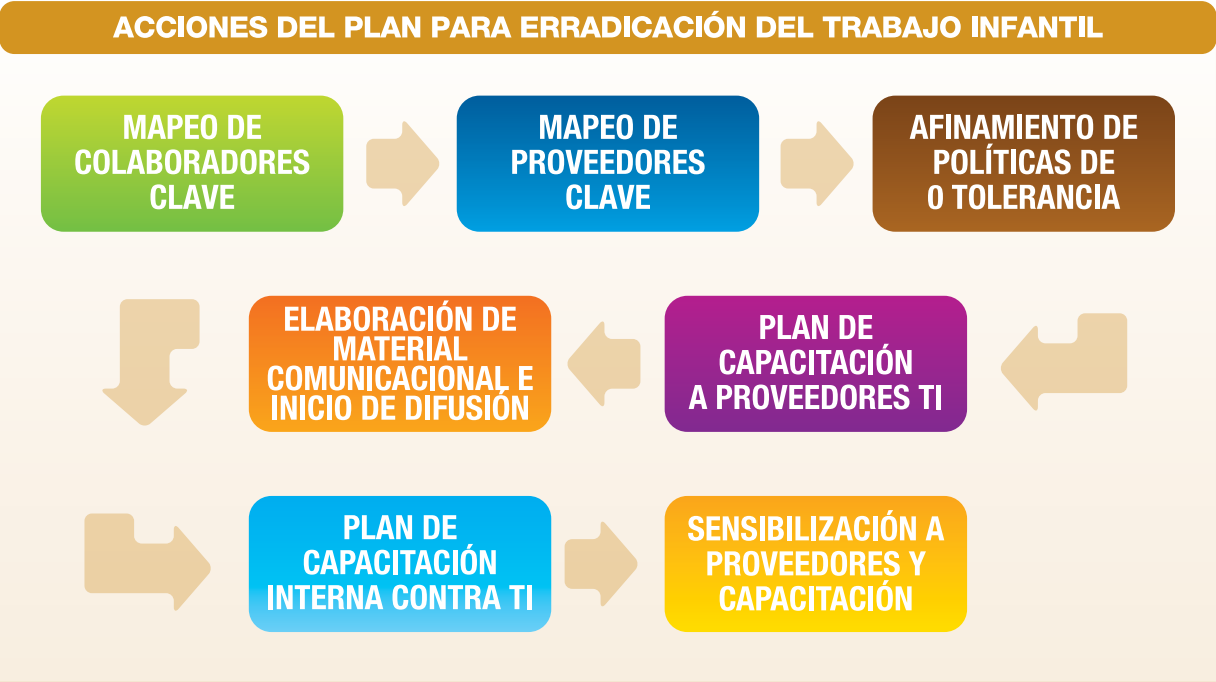 ACCIONES DEL PLAN PARA ERRADICACIÓN DEL TRABAJO INFANTIL
MAPEO DE
COLABORADORES
CLAVE
MAPEO DE
PROVEEDORES
CLAVE
AFINAMIENTO DE
POLÍTICAS DE
0 TOLERANCIA
PLAN DE
CAPACITACIÓN
A PROVEEDORES TI
ELABORACIÓN DE
MATERIAL
COMUNICACIONAL E
INICIO DE DIFUSIÓN
PLAN DE
CAPACITACIÓN
INTERNA CONTRA TI
SENSIBILIZACIÓN A
PROVEEDORES Y
CAPACITACIÓN